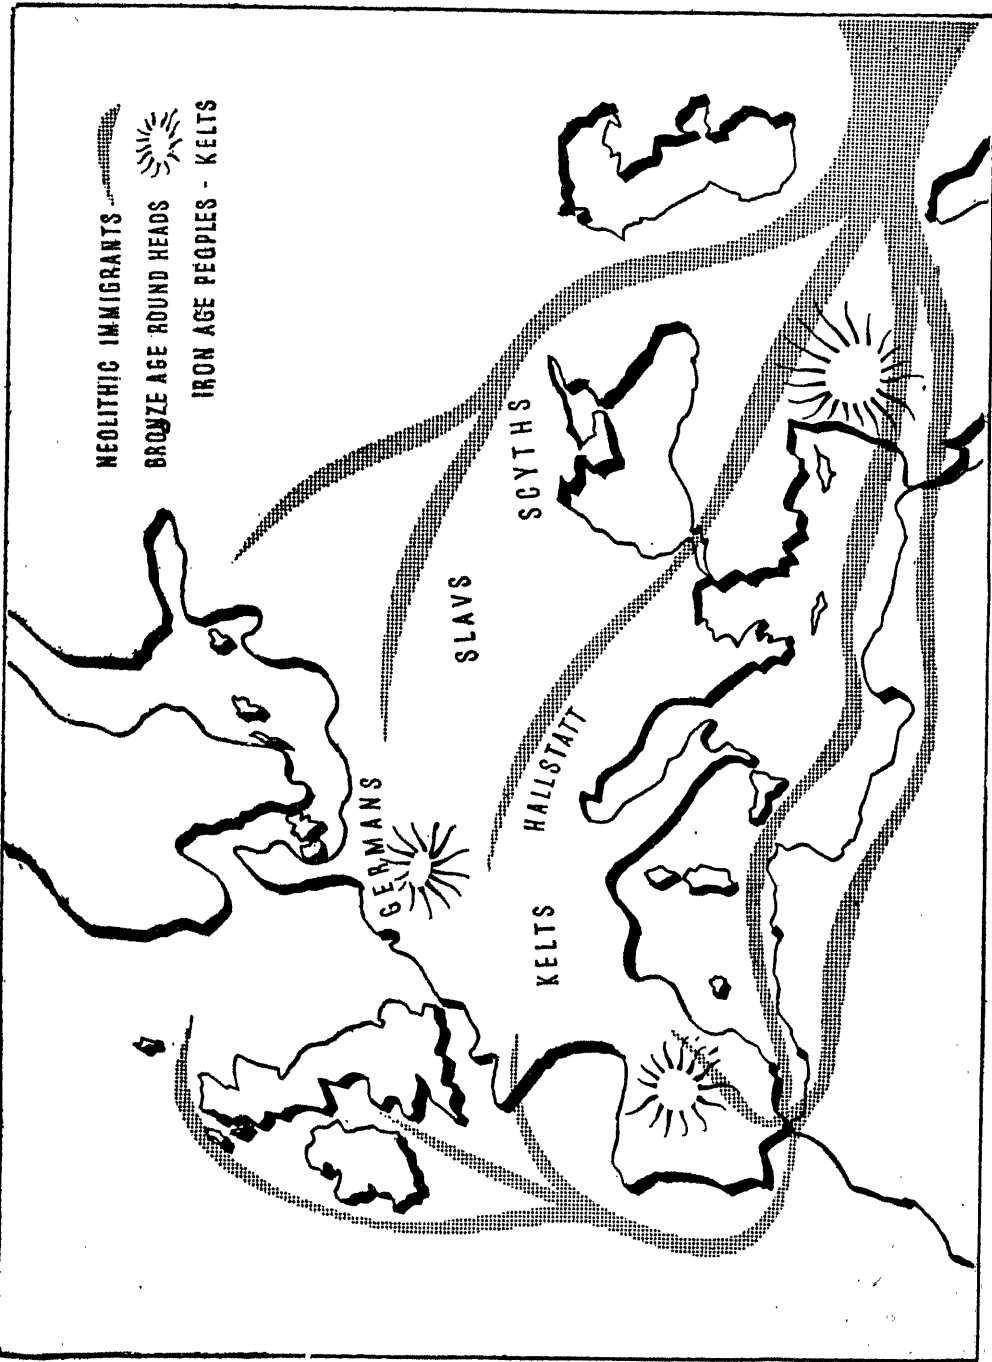 NEOLITHIC IMMIGRANTS
BRONZE AGE ROUND HEADS
IRON AGE PEOPLES - KELTS
GERMANS
SLAVS
SCYTHS
HALLSTATT
KELTS